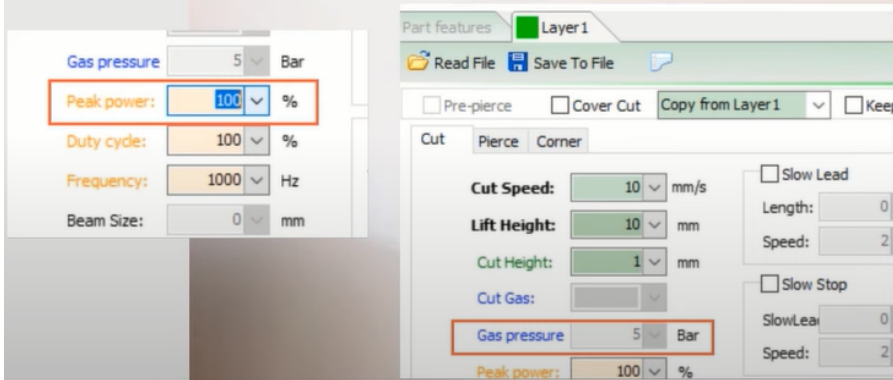 Gas pressure 5 Bar
Peak power: 100 %
Duty cycle: 100 %
Frequency: 1000 Hz
Beam Size: 0 mm
Part features Layer1
Read File Save To File
Pre-pierce Cover Cut Copy from Layer1 Keep
Cut Pierce Corner
Cut Speed: 10 mm/s
Lift Height: 10 mm
Cut Height: 1 mm
Cut Gas:
Gas pressure 5 Bar
Peak power: 100 %
Slow Lead
Length: 0
Speed: 2
Slow Stop
SlowLea 0
Speed: 2